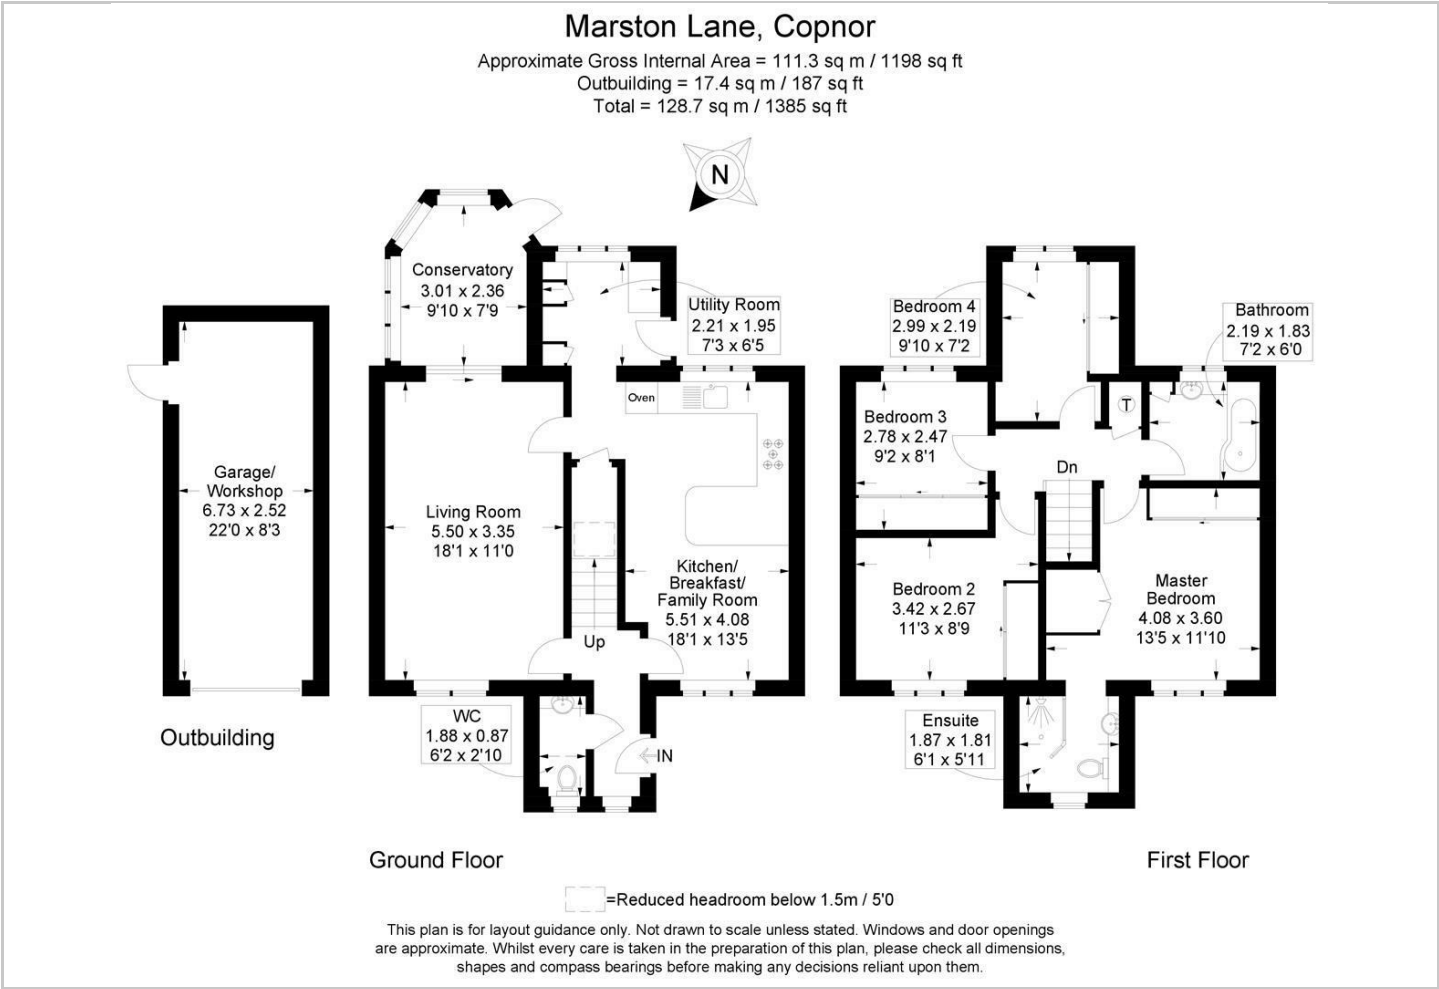 Marston Lane, Copnor
Approximate Gross Internal Area = 111.3 sq m / 1198 sq ft
Outbuilding = 17.4 sq m / 187 sq ft
Total = 128.7 sq m / 1385 sq ft
N
Conservatory
3.01 x 2.36
9'10 x 7'9
Utility Room
2.21 x 1.95
7'3 x 6'5
Oven
Garage/
Workshop
6.73 x 2.52
22'0 x 8'3
Living Room
5.50 x 3.35
18'1 x 11'0
Kitchen/
Breakfast/
Family Room
5.51 x 4.08
18'1 x 13'5
Up
WC
1.88 x 0.87
6'2 x 2'10
IN
Outbuilding
Ground Floor
Bedroom 4
2.99 x 2.19
9'10 x 7'2
Bathroom
2.19 x 1.83
7'2 x 6'0
T
Bedroom 3
2.78 x 2.47
9'2 x 8'1
Dn
Bedroom 2
3.42 x 2.67
11'3 x 8'9
Master
Bedroom
4.08 x 3.60
13'5 x 11'10
Ensuite
1.87 x 1.81
6'1 x 5'11
First Floor
=Reduced headroom below 1.5m / 5'0
This plan is for layout guidance only. Not drawn to scale unless stated. Windows and door openings
are approximate. Whilst every care is taken in the preparation of this plan, please check all dimensions,
shapes and compass bearings before making any decisions reliant upon them.